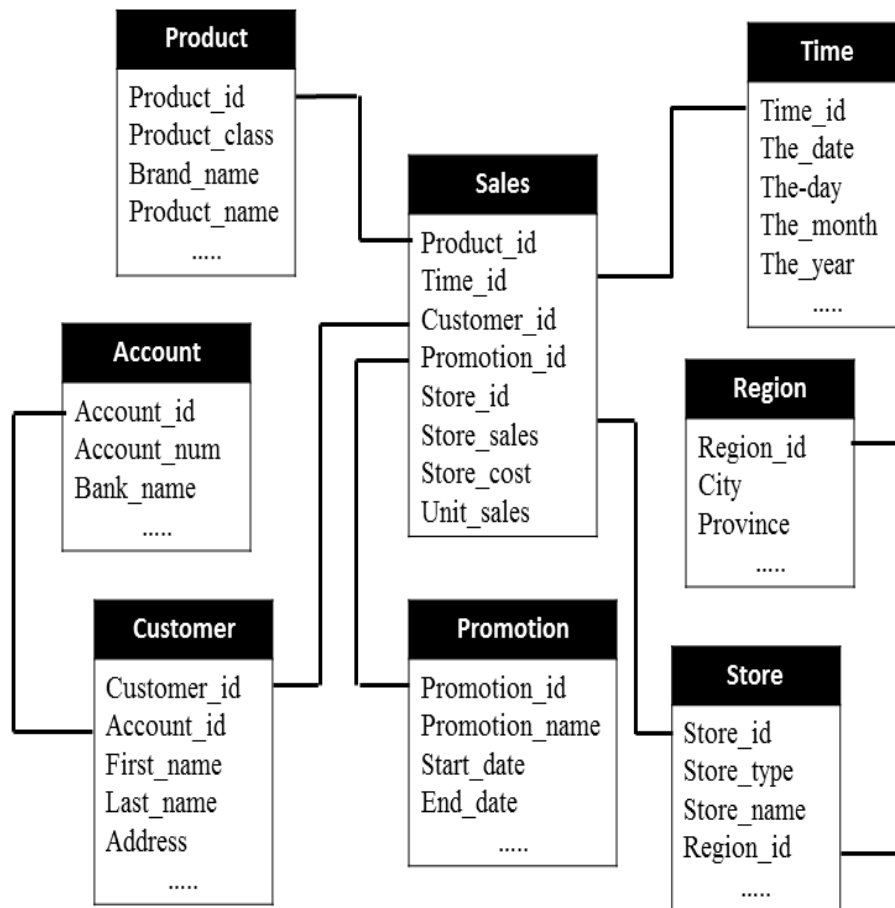 Product
Product_id
Product_class
Brand_name
Product_name
.....
Time
Time_id
The_date
The-day
The_month
The_year
.....
Sales
Product_id
Time_id
Customer_id
Promotion_id
Store_id
Store_sales
Store_cost
Unit_sales
Account
Account_id
Account_num
Bank_name
.....
Region
Region_id
City
Province
.....
Customer
Customer_id
Account_id
First_name
Last_name
Address
.....
Promotion
Promotion_id
Promotion_name
Start_date
End_date
.....
Store
Store_id
Store_type
Store_name
Region_id
.....